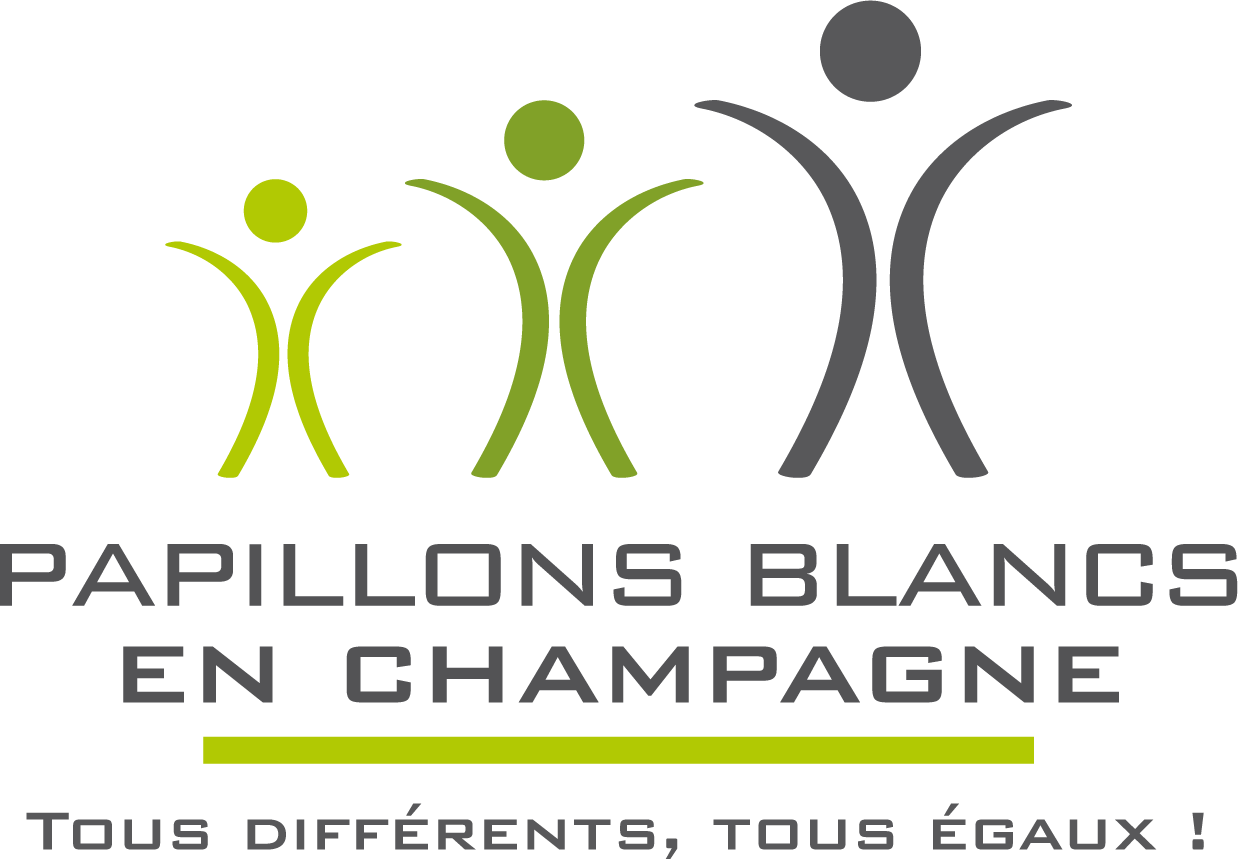 PAPILLONS BLANCS
EN CHAMPAGNE
TOUS DIFFÉRENTS, TOUS ÉGAUX !